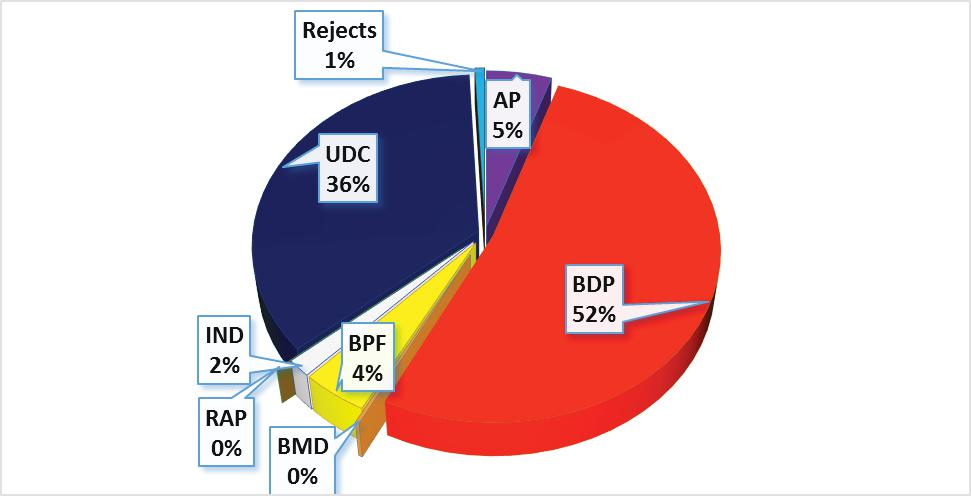 Rejects
1%
AP
5%
UDC
36%
BDP
52%
IND
2%
BPF
4%
RAP
0%
BMD
0%